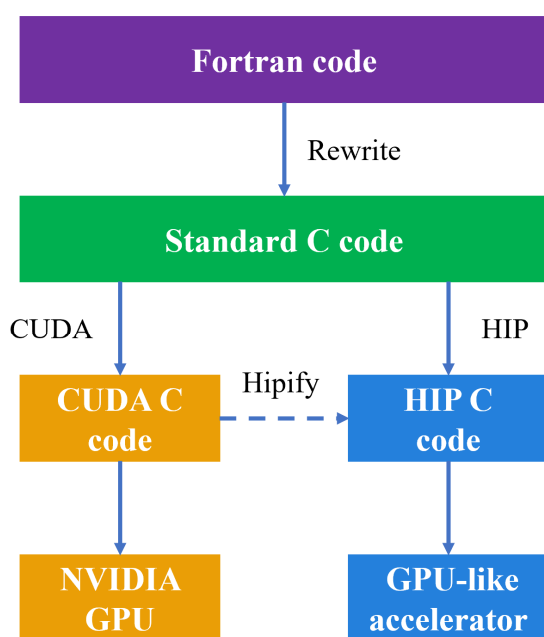 Fortran code
Rewrite
Standard C code
CUDA
HIP
CUDA C
code
Hipify
HIP C
code
NVIDIA
GPU
GPU-like
accelerator